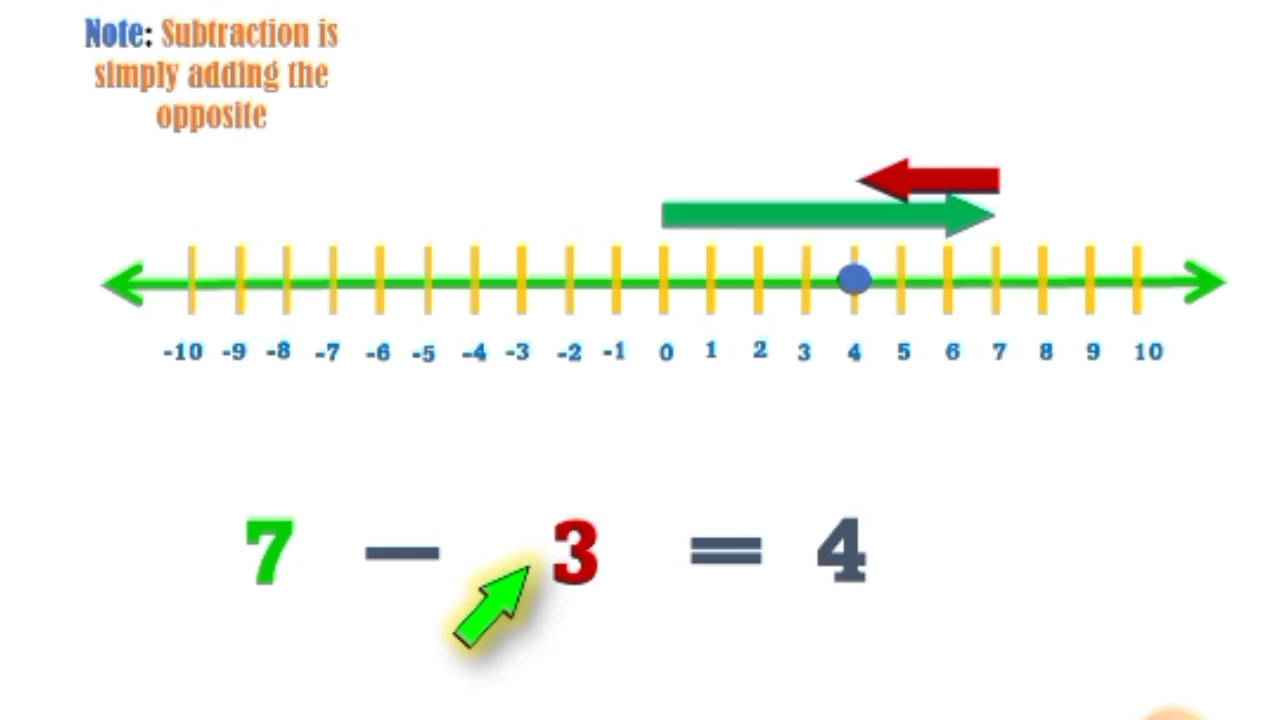 Note: Subtraction is
simply adding the
opposite
-10 -9 -8 -7 -6 -5 -4 -3 -2 -1 0 1 2 3 4 5 6 7 8 9 10
7 − 3 = 4